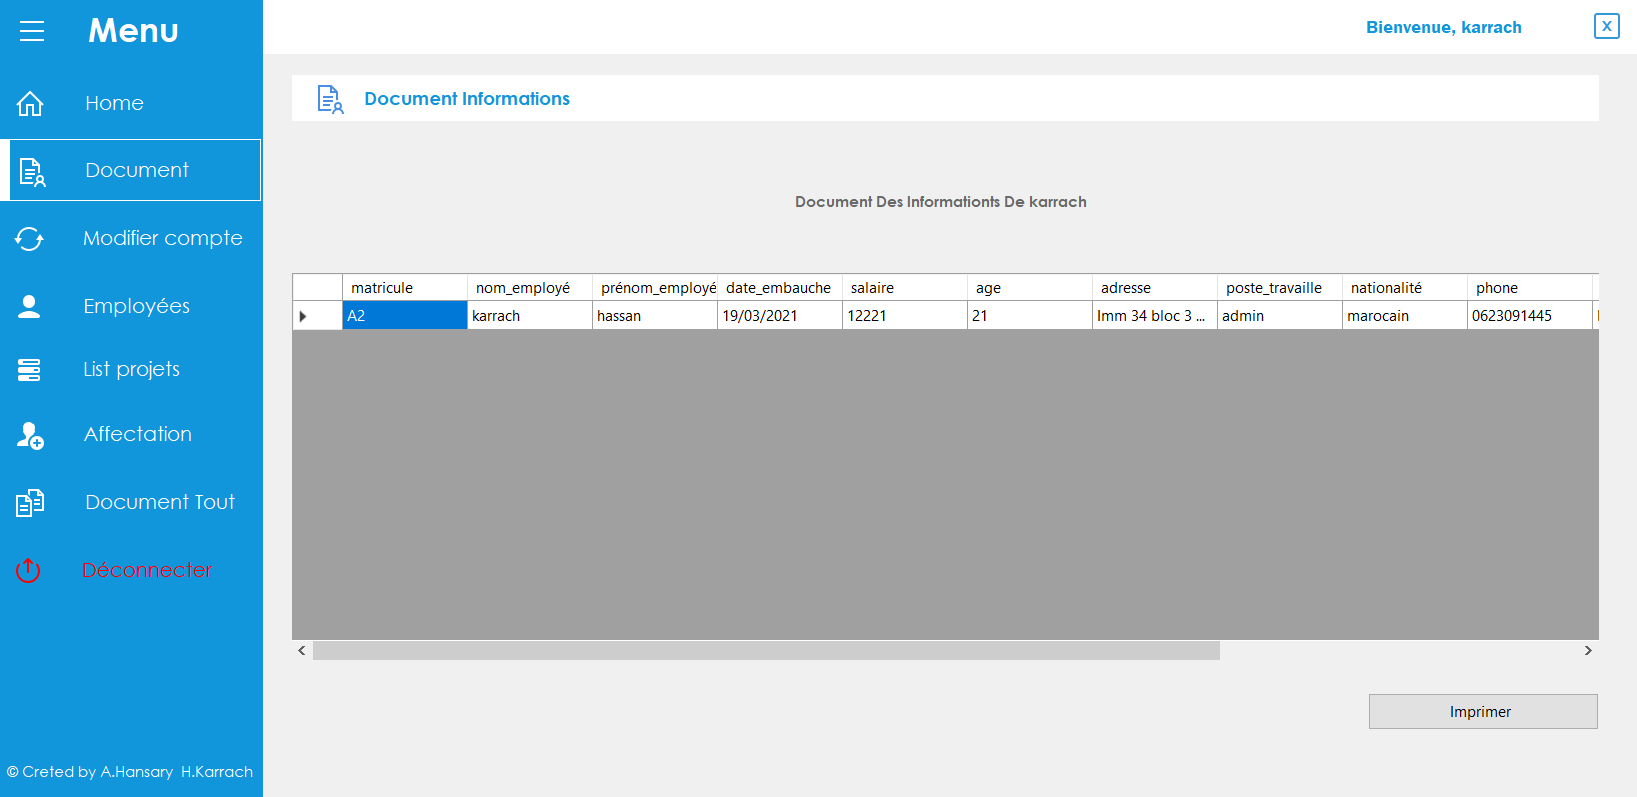 Menu
Home
Document
Modifier compte
Employées
List projets
Affectation
Document Tout
Déconnecter
© Creted by A.Hansary H.Karrach
Bienvenue, karrach
X
Document Informations
Document Des Informationts De karrach
matricule nom_employé prénom_employé date_embauche salaire age adresse poste_travaille nationalité phone
A2 karrach hassan 19/03/2021 12221 21 Imm 34 bloc 3 ... admin marocain 0623091445
Imprimer